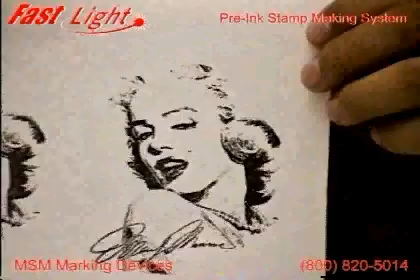 Fast Light
Pre-Ink Stamp Making System
MSM Marking Devices
(800) 820-5014